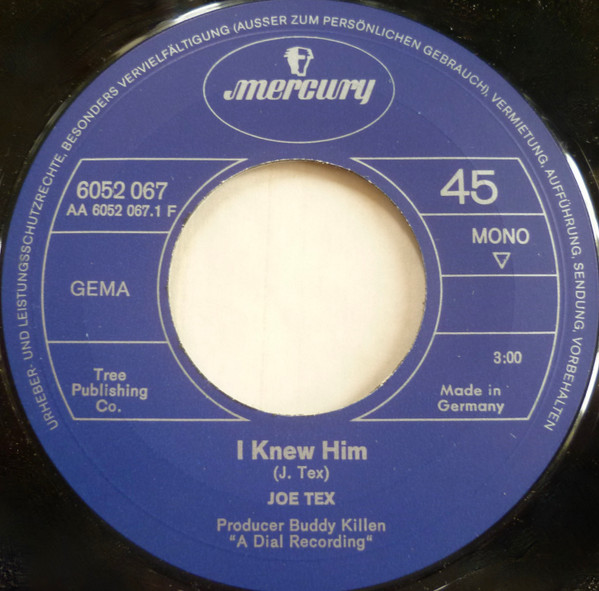 URHEBER- UND LEISTUNGSSCHUTZRECHTE, BESONDERS VERVIELFÄLTIGUNG (AUSSER ZUM PERSÖNLICHEN GEBRAUCH), VERMIETUNG, AUFFÜHRUNG, SENDUNG, VORBEHALTEN
mercury
6052 067
AA 6052 067.1 F
45
MONO
▽
GEMA
3:00
Tree
Publishing
Co.
Made in
Germany
I Knew Him
(J. Tex)
JOE TEX
Producer Buddy Killen
"A Dial Recording"